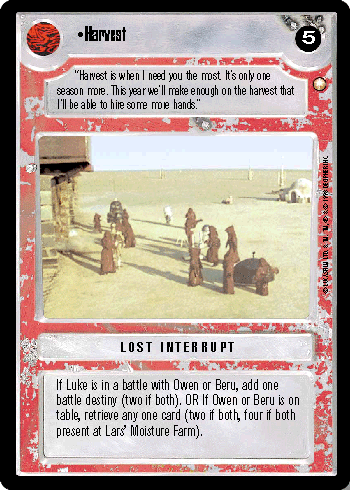 •Harvest
5
"Harvest is when I need you the most. It's only one
season more. This year we'll make enough on the harvest that
I'll be able to hire some more hands."
LOST INTERRUPT
If Luke is in a battle with Owen or Beru, add one
battle destiny (two if both). OR If Owen or Beru is on
table, retrieve any one card (two if both, four if both
present at Lars' Moisture Farm).